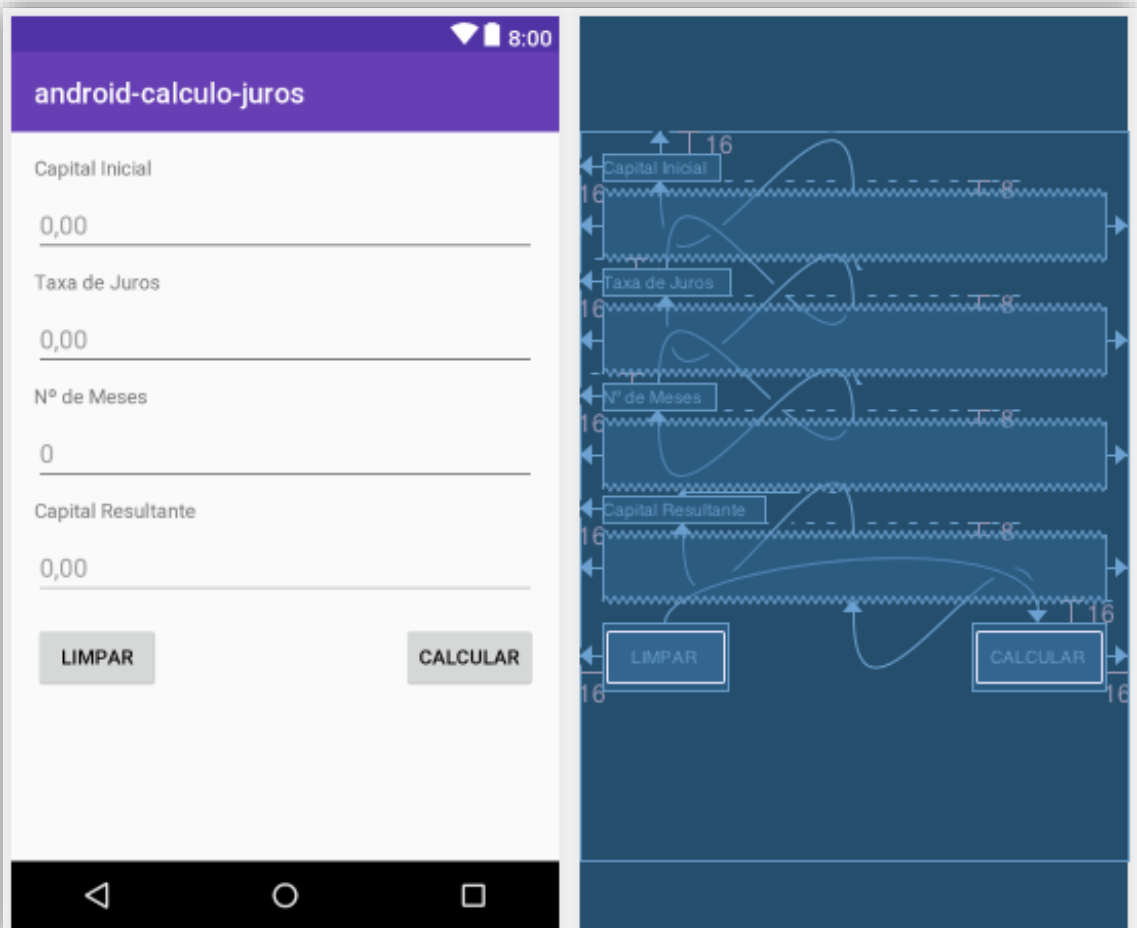 8:00
android-calculo-juros
Capital Inicial
0,00
Taxa de Juros
0,00
Nº de Meses
0
Capital Resultante
0,00
LIMPAR
CALCULAR
16
Capital Inicial
16
8
Taxa de Juros
16
8
Nº de Meses
16
8
Capital Resultante
16
8
16
LIMPAR
CALCULAR
16
16